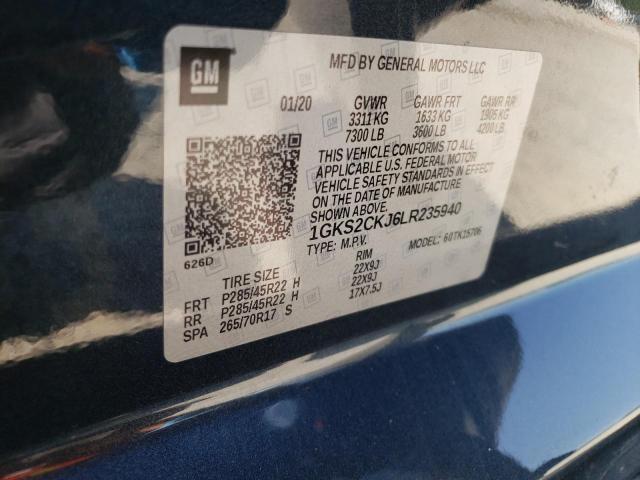 GM
MFD BY GENERAL MOTORS LLC
01/20 GVWR GAWR FRT GAWR RR
3311 KG 1633 KG 1905 KG
7300 LB 3600 LB 4200 LB
THIS VEHICLE CONFORMS TO ALL
APPLICABLE U.S. FEDERAL MOTOR
VEHICLE SAFETY STANDARDS IN EFFECT
ON THE DATE OF MANUFACTURE
SHOWN ABOVE.
1GKS2CKJ6LR235940
TYPE: M.P.V. MODEL: 60TK15706
626D
TIRE SIZE RIM
FRT P285/45R22 H 22X9J
RR P285/45R22 H 22X9J
SPA 265/70R17 S 17X7.5J